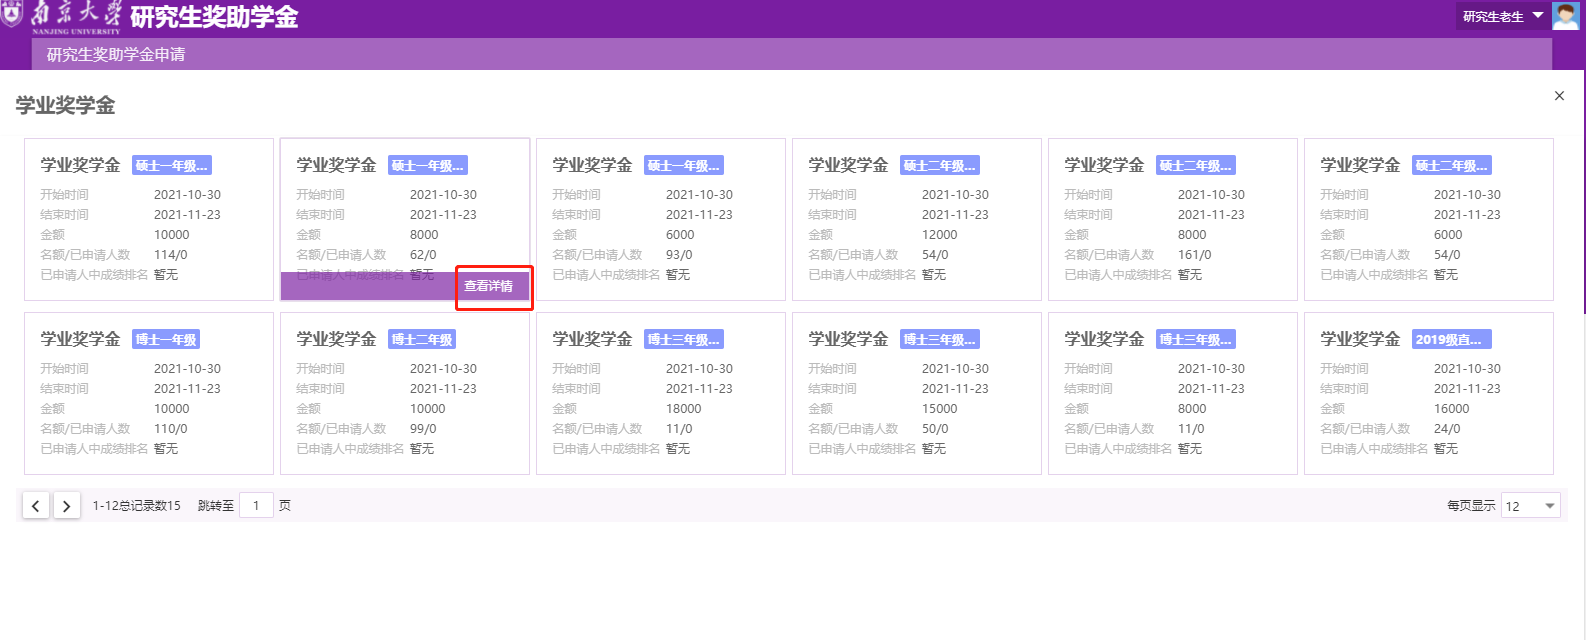 南京大学 研究生奖助学金
NANJING UNIVERSITY
研究生老生
研究生奖助学金申请
学业奖学金
×
学业奖学金 硕士一年级...
开始时间 2021-10-30
结束时间 2021-11-23
金额 10000
名额/已申请人数 114/0
已申请人中成绩排名 暂无
学业奖学金 硕士一年级...
开始时间 2021-10-30
结束时间 2021-11-23
金额 8000
名额/已申请人数 62/0
已申请人中成绩排名 暂无
查看详情
学业奖学金 硕士一年级...
开始时间 2021-10-30
结束时间 2021-11-23
金额 6000
名额/已申请人数 93/0
已申请人中成绩排名 暂无
学业奖学金 硕士二年级...
开始时间 2021-10-30
结束时间 2021-11-23
金额 12000
名额/已申请人数 54/0
已申请人中成绩排名 暂无
学业奖学金 硕士二年级...
开始时间 2021-10-30
结束时间 2021-11-23
金额 8000
名额/已申请人数 161/0
已申请人中成绩排名 暂无
学业奖学金 硕士二年级...
开始时间 2021-10-30
结束时间 2021-11-23
金额 6000
名额/已申请人数 54/0
已申请人中成绩排名 暂无
学业奖学金 博士一年级
开始时间 2021-10-30
结束时间 2021-11-23
金额 10000
名额/已申请人数 110/0
已申请人中成绩排名 暂无
学业奖学金 博士二年级
开始时间 2021-10-30
结束时间 2021-11-23
金额 10000
名额/已申请人数 99/0
已申请人中成绩排名 暂无
学业奖学金 博士三年级...
开始时间 2021-10-30
结束时间 2021-11-23
金额 18000
名额/已申请人数 11/0
已申请人中成绩排名 暂无
学业奖学金 博士三年级...
开始时间 2021-10-30
结束时间 2021-11-23
金额 15000
名额/已申请人数 50/0
已申请人中成绩排名 暂无
学业奖学金 博士三年级...
开始时间 2021-10-30
结束时间 2021-11-23
金额 8000
名额/已申请人数 11/0
已申请人中成绩排名 暂无
学业奖学金 2019级直...
开始时间 2021-10-30
结束时间 2021-11-23
金额 16000
名额/已申请人数 24/0
已申请人中成绩排名 暂无
1-12总记录数15 跳转至 1 页
每页显示 12